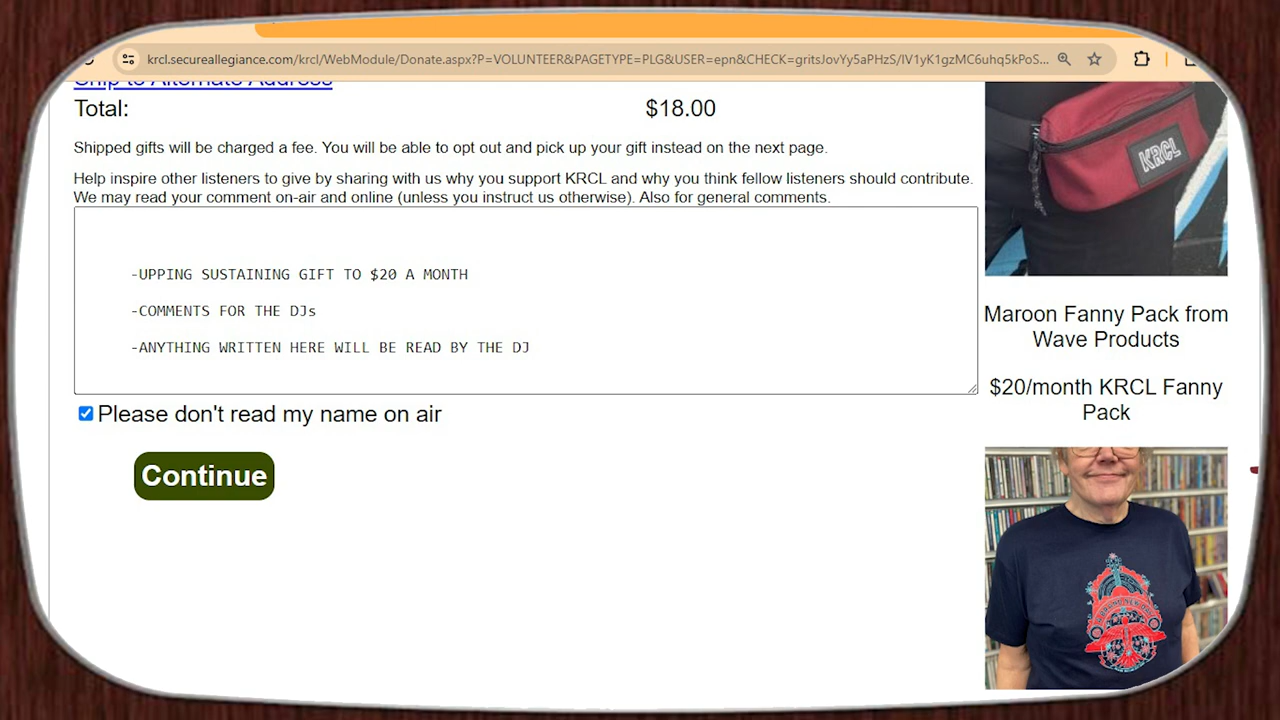 krcl.secureallegiance.com/krcl/WebModule/Donate.aspx?P=VOLUNTEER&PAGETYPE=PLG&USER=epn&CHECK=gritsJovYy5aPHzS/IV1yK1gzMC6uhq5kPoS...
Ship to Alternate Address
Total: $18.00
Shipped gifts will be charged a fee. You will be able to opt out and pick up your gift instead on the next page.
Help inspire other listeners to give by sharing with us why you support KRCL and why you think fellow listeners should contribute.
We may read your comment on-air and online (unless you instruct us otherwise). Also for general comments.
-UPPING SUSTAINING GIFT TO $20 A MONTH
-COMMENTS FOR THE DJs
-ANYTHING WRITTEN HERE WILL BE READ BY THE DJ
Please don't read my name on air
Continue
KRCL
Maroon Fanny Pack from
Wave Products
$20/month KRCL Fanny
Pack